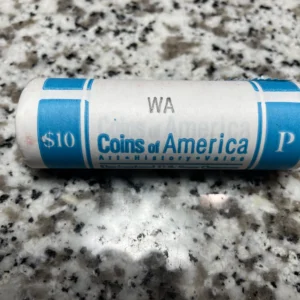 WA
$10
Coins of America
Art • History • Value
P